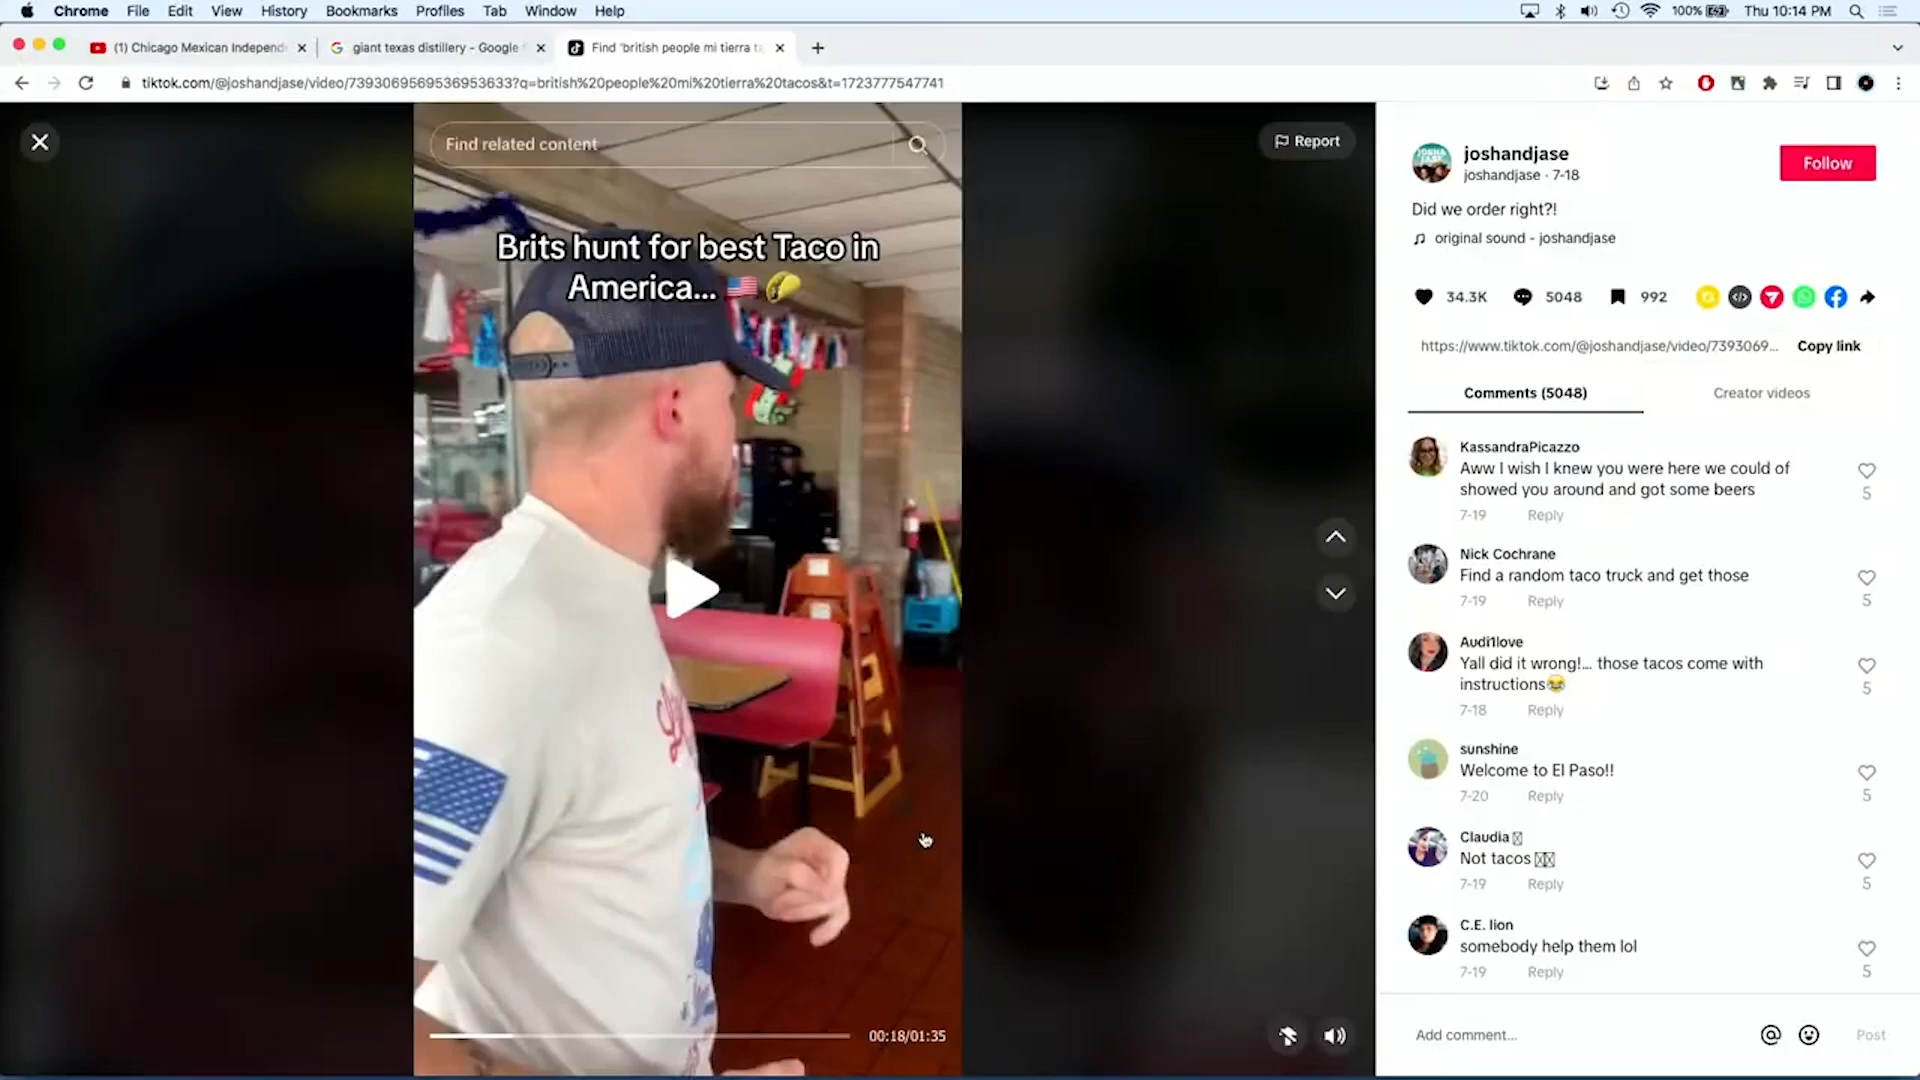 Chrome File Edit View History Bookmarks Profiles Tab Window Help
100% Thu 10:14 PM
(1) Chicago Mexican Independ
giant texas distillery - Google
Find 'british people mi tierra ta
tiktok.com/@joshandjase/video/7393069569536953633?q=british%20people%20mi%20tierra%20tacos&t=1723777547741
Find related content
Report
Brits hunt for best Taco in
America... 🇺🇸 🌮
00:18/01:35
joshandjase
joshandjase · 7-18
Follow
Did we order right?!
original sound - joshandjase
34.3K 5048 992
https://www.tiktok.com/@joshandjase/video/7393069...
Copy link
Comments (5048)
Creator videos
KassandraPicazzo
Aww I wish I knew you were here we could of
showed you around and got some beers
5
7-19 Reply
Nick Cochrane
Find a random taco truck and get those
5
7-19 Reply
Audi1love
Yall did it wrong!... those tacos come with
instructions😂
5
7-18 Reply
sunshine
Welcome to El Paso!!
5
7-20 Reply
Claudia
Not tacos
5
7-19 Reply
C.E. lion
somebody help them lol
5
7-19 Reply
Add comment...
Post